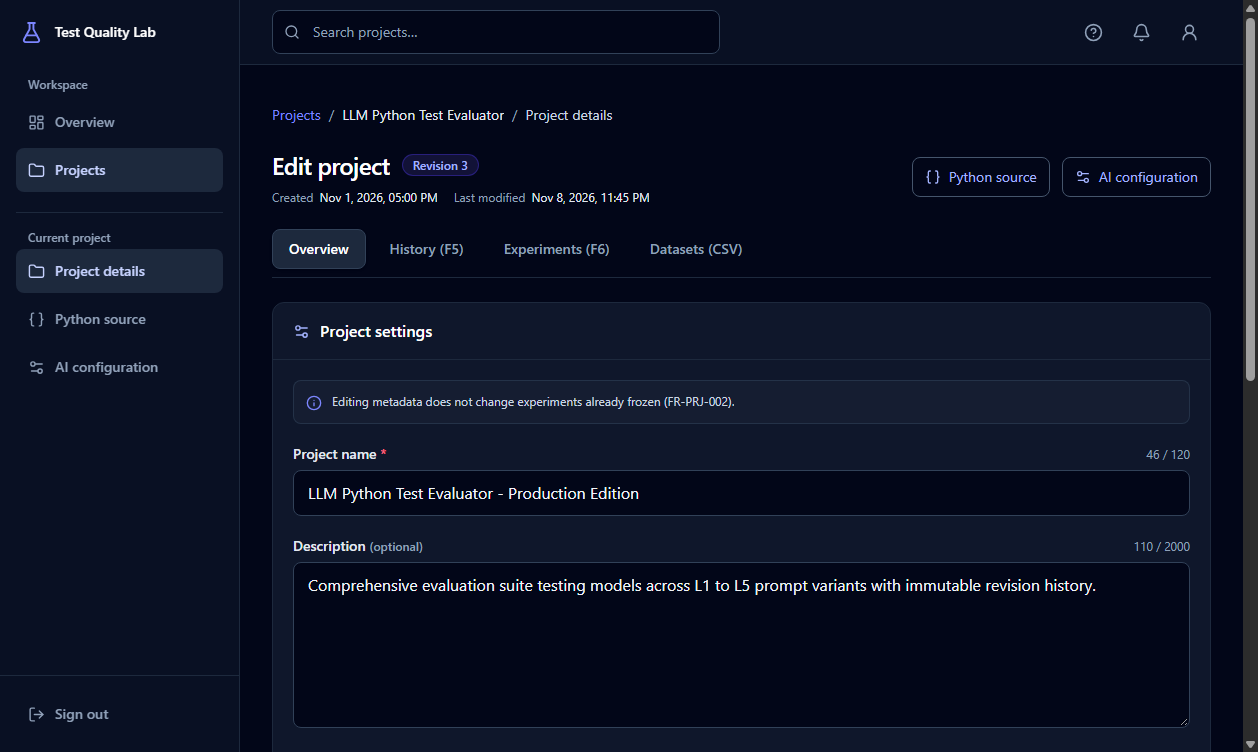 Test Quality Lab
Search projects...
Workspace
Overview
Projects
Current project
Project details
Python source
AI configuration
Sign out
Projects / LLM Python Test Evaluator / Project details
Edit project Revision 3
Created Nov 1, 2026, 05:00 PM Last modified Nov 8, 2026, 11:45 PM
{ } Python source
AI configuration
Overview History (F5) Experiments (F6) Datasets (CSV)
Project settings
Editing metadata does not change experiments already frozen (FR-PRJ-002).
Project name * 46 / 120
LLM Python Test Evaluator - Production Edition
Description (optional) 110 / 2000
Comprehensive evaluation suite testing models across L1 to L5 prompt variants with immutable revision history.